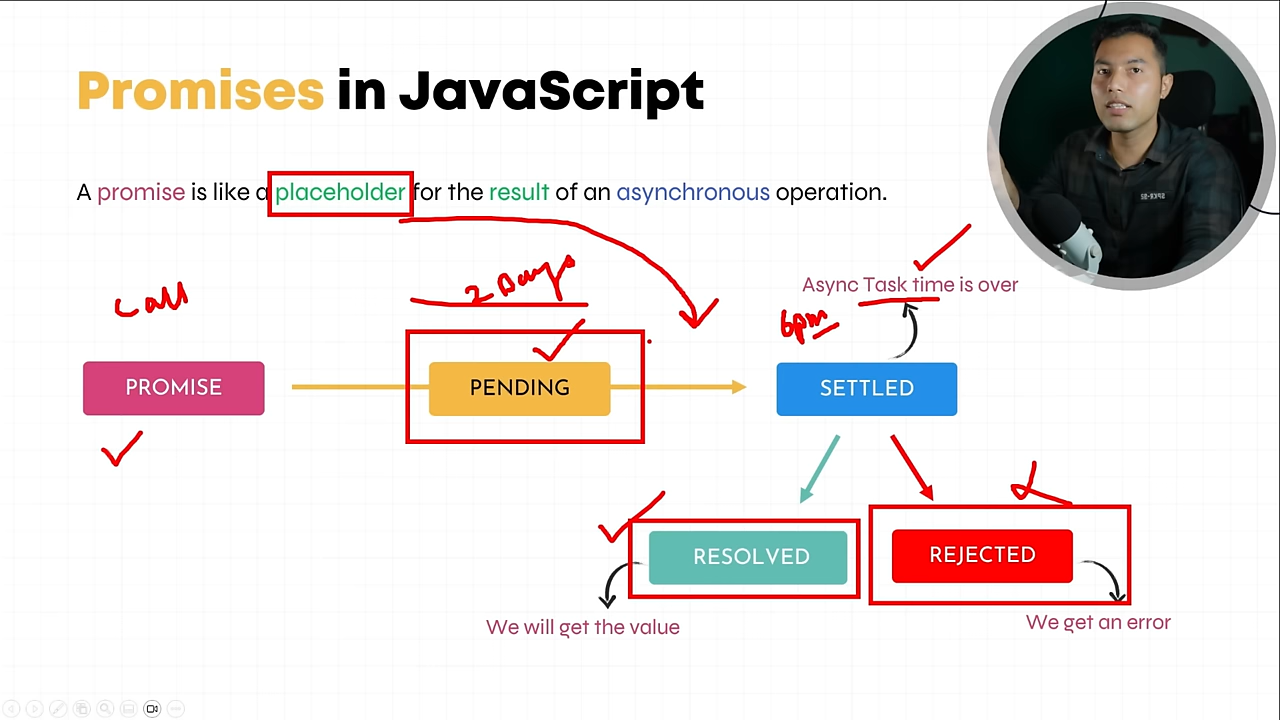 Promises in JavaScript
A promise is like a placeholder for the result of an asynchronous operation.
2 Days
Async Task time is over
Call
6pm
PROMISE
PENDING
SETTLED
RESOLVED
REJECTED
We will get the value
We get an error